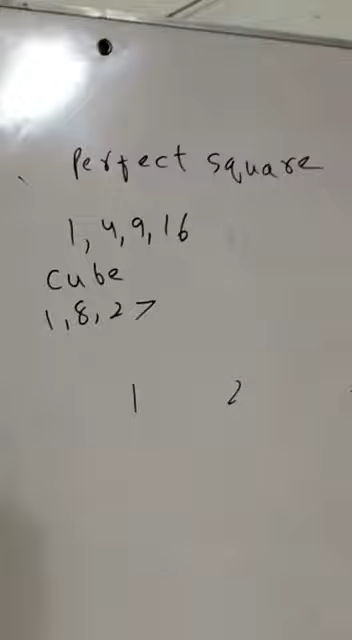 Perfect square
1, 4, 9, 16
cube
1, 8, 27
1 2